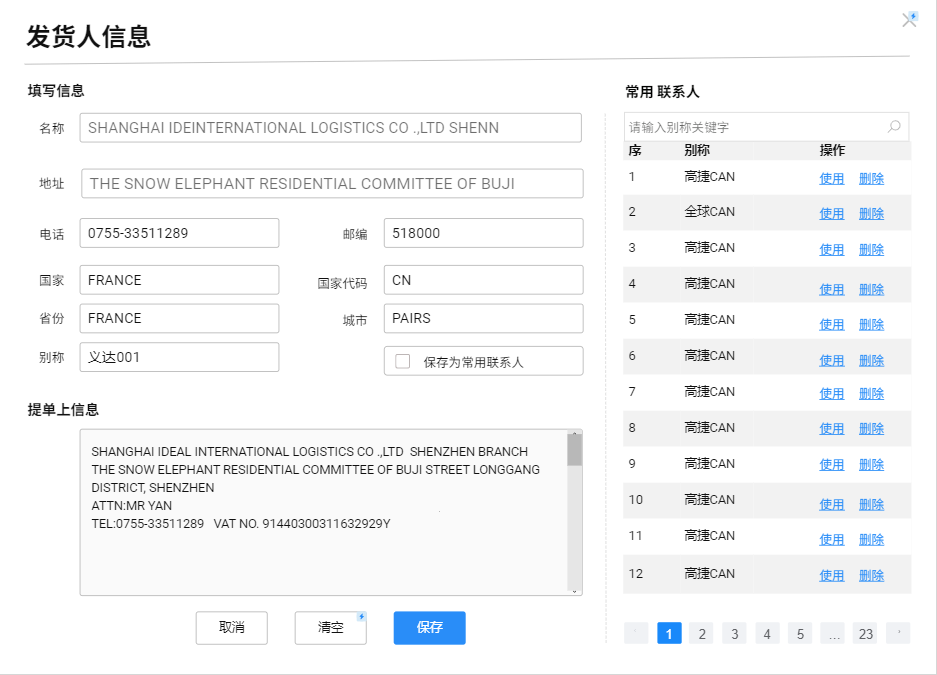 发货人信息
填写信息
名称 SHANGHAI IDEINTERNATIONAL LOGISTICS CO .,LTD SHENN
地址 THE SNOW ELEPHANT RESIDENTIAL COMMITTEE OF BUJI
电话 0755-33511289 邮编 518000
国家 FRANCE 国家代码 CN
省份 FRANCE 城市 PAIRS
别称 义达001 保存为常用联系人
提单上信息
SHANGHAI IDEAL INTERNATIONAL LOGISTICS CO .,LTD SHENZHEN BRANCH
THE SNOW ELEPHANT RESIDENTIAL COMMITTEE OF BUJI STREET LONGGANG
DISTRICT, SHENZHEN
ATTN:MR YAN
TEL:0755-33511289 VAT NO. 91440300311632929Y
取消 清空 保存
常用 联系人
请输入别称关键字
序 别称 操作
1 高捷CAN 使用 删除
2 全球CAN 使用 删除
3 高捷CAN 使用 删除
4 高捷CAN 使用 删除
5 高捷CAN 使用 删除
6 高捷CAN 使用 删除
7 高捷CAN 使用 删除
8 高捷CAN 使用 删除
9 高捷CAN 使用 删除
10 高捷CAN 使用 删除
11 高捷CAN 使用 删除
12 高捷CAN 使用 删除
1 2 3 4 5 ... 23